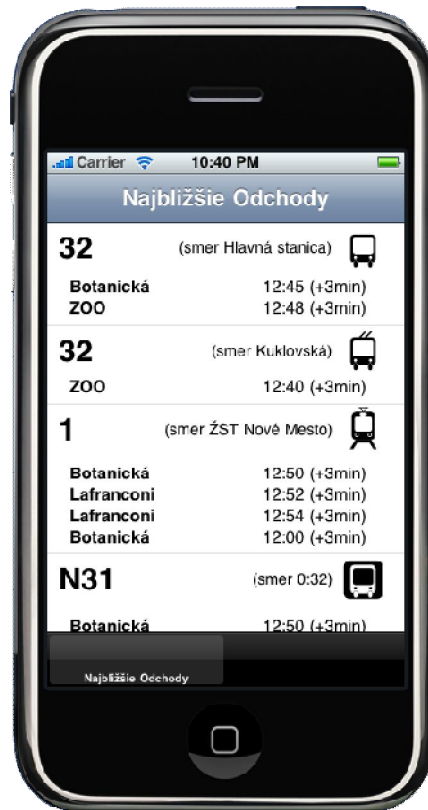 Carrier 10:40 PM
Najbližšie Odchody
32 (smer Hlavná stanica)
Botanická 12:45 (+3min)
ZOO 12:48 (+3min)
32 (smer Kuklovská)
ZOO 12:40 (+3min)
1 (smer ŽST Nové Mesto)
Botanická 12:50 (+3min)
Lafranconi 12:52 (+3min)
Lafranconi 12:54 (+3min)
Botanická 12:00 (+3min)
N31 (smer 0:32)
Botanická 12:50 (+3min)
Najbližšie Odchody